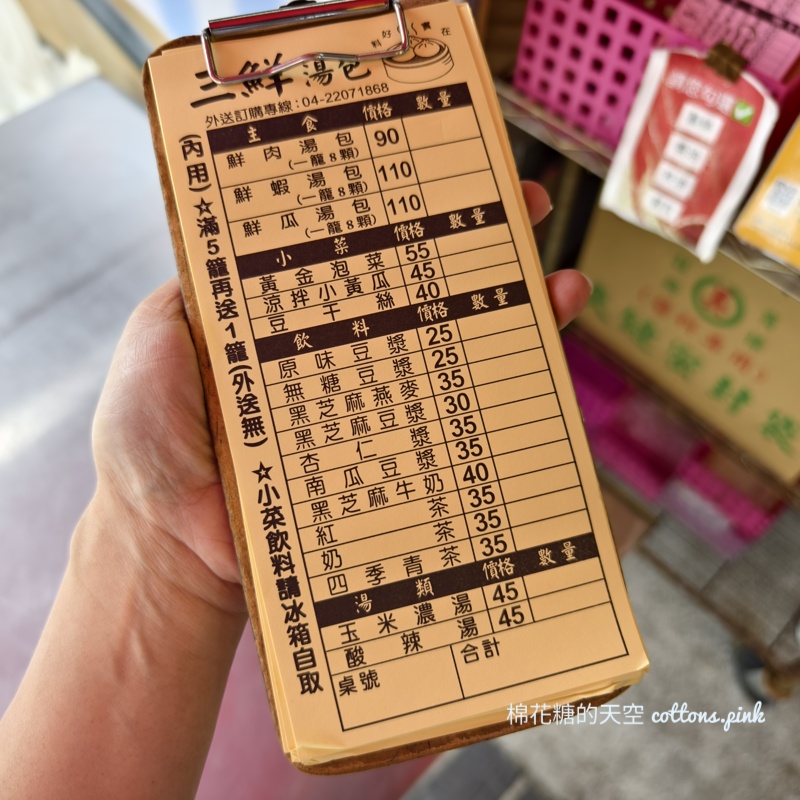 好 實
料 在
三鮮湯包
外送訂購專線:04-22071868
主食 價格 數量
鮮肉湯包 90
(一籠8顆)
鮮蝦湯包 110
(一籠8顆)
鮮瓜湯包 110
(一籠8顆)
小菜 價格 數量
黃金泡菜 55
涼拌小黃瓜 45
豆干絲 40
飲料 價格 數量
原味豆漿 25
無糖豆漿 25
黑芝麻燕麥 35
黑芝麻豆漿 30
杏仁漿 35
南瓜豆漿 35
黑芝麻牛奶 40
紅茶 35
奶茶 35
四季青茶 35
湯類 價格 數量
玉米濃湯 45
酸辣湯 45
桌號 合計
(內用)☆滿5籠再送1籠(外送無) ☆小菜飲料請冰箱自取
棉花糖的天空 cottons.pink